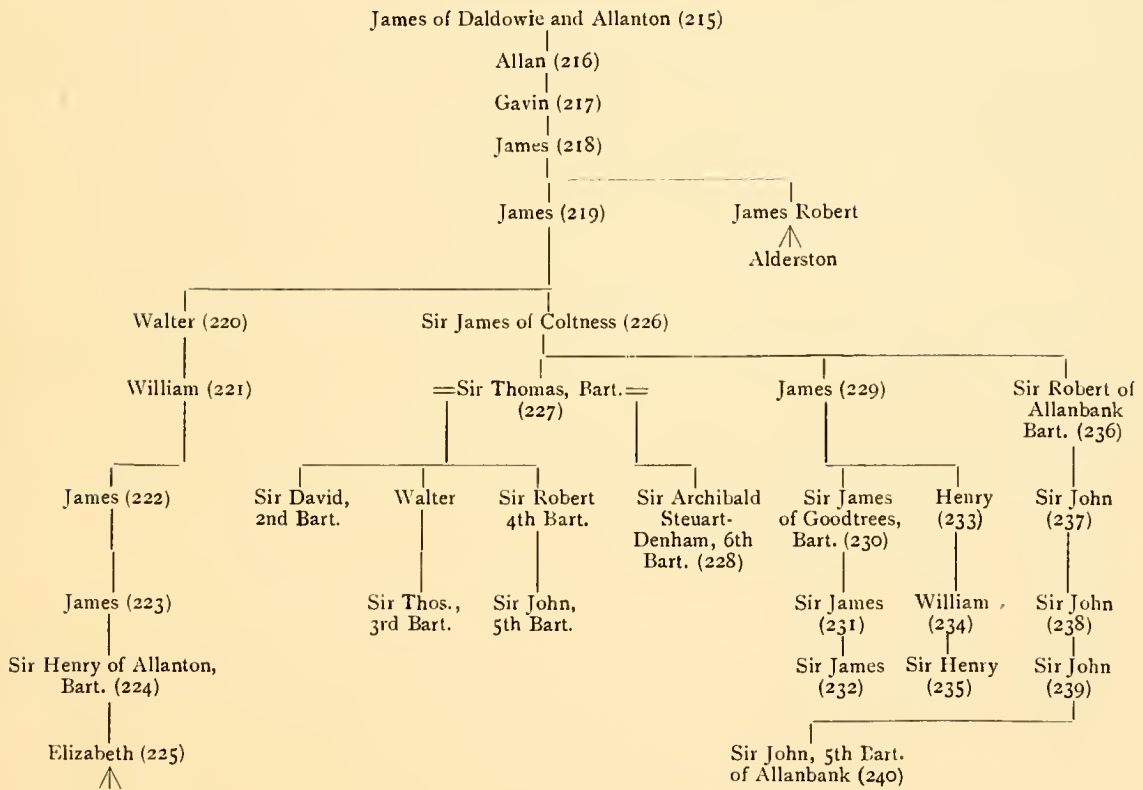 James of Daldowie and Allanton (215)
Allan (216)
Gavin (217)
James (218)
James (219)
James Robert
Alderston
Walter (220)
Sir James of Coltness (226)
William (221)
=Sir Thomas, Bart.=
(227)
James (229)
Sir Robert of
Allanbank
Bart. (236)
James (222)
Sir David,
2nd Bart.
Walter
Sir Robert
4th Bart.
Sir Archibald
Steuart-
Denham, 6th
Bart. (228)
Sir James
of Goodtrees,
Bart. (230)
Henry
(233)
Sir John
(237)
James (223)
Sir Thos.,
3rd Bart.
Sir John,
5th Bart.
Sir James
(231)
William
(234)
Sir John
(238)
Sir Henry of Allanton,
Bart. (224)
Sir James
(232)
Sir Henry
(235)
Sir John
(239)
Elizabeth (225)
Sir John, 5th Bart.
of Allanbank (240)